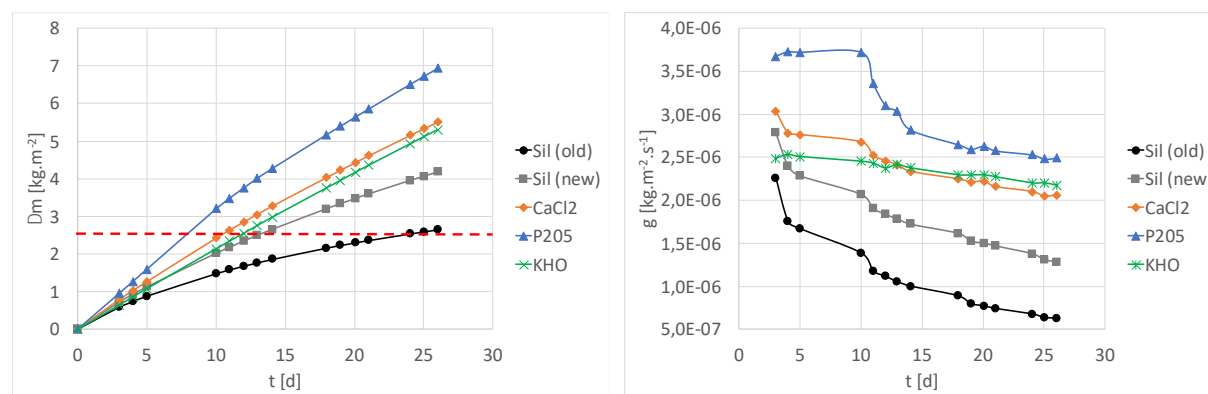 8
7
6
5
4
3
2
1
0
Dm [kg.m⁻²]
0 5 10 15 20 25 30
t [d]
Sil (old)
Sil (new)
CaCl2
P205
KHO
4,0E-06
3,5E-06
3,0E-06
2,5E-06
2,0E-06
1,5E-06
1,0E-06
5,0E-07
g [kg.m⁻².s⁻¹]
0 5 10 15 20 25 30
t [d]
Sil (old)
Sil (new
CaCl2
P205
KHO